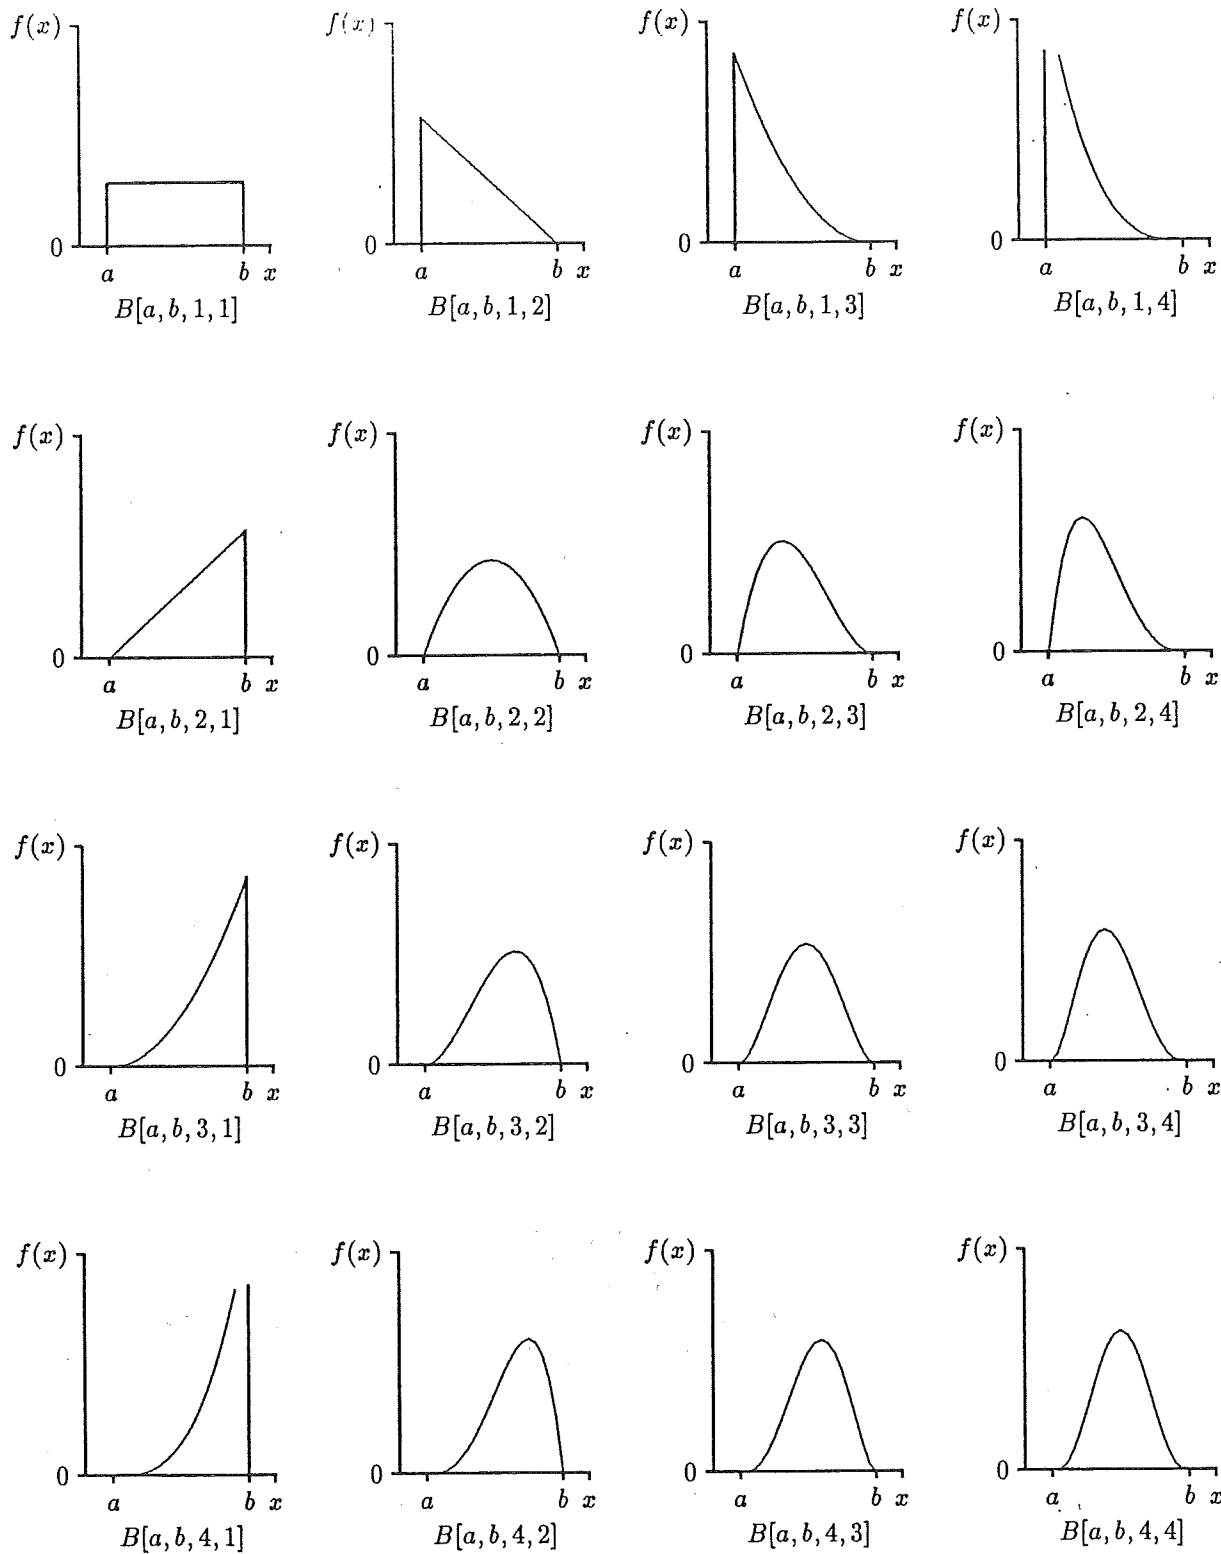 f(x) f(x) f(x) f(x)
0 0 0 0
a b x a b x a b x a b x
B[a, b, 1, 1] B[a, b, 1, 2] B[a, b, 1, 3] B[a, b, 1, 4]
f(x) f(x) f(x) f(x)
0 0 0 0
a b x a b x a b x a b x
B[a, b, 2, 1] B[a, b, 2, 2] B[a, b, 2, 3] B[a, b, 2, 4]
f(x) f(x) f(x) f(x)
0 0 0 0
a b x a b x a b x a b x
B[a, b, 3, 1] B[a, b, 3, 2] B[a, b, 3, 3] B[a, b, 3, 4]
f(x) f(x) f(x) f(x)
0 0 0 0
a b x a b x a b x a b x
B[a, b, 4, 1] B[a, b, 4, 2] B[a, b, 4, 3] B[a, b, 4, 4]